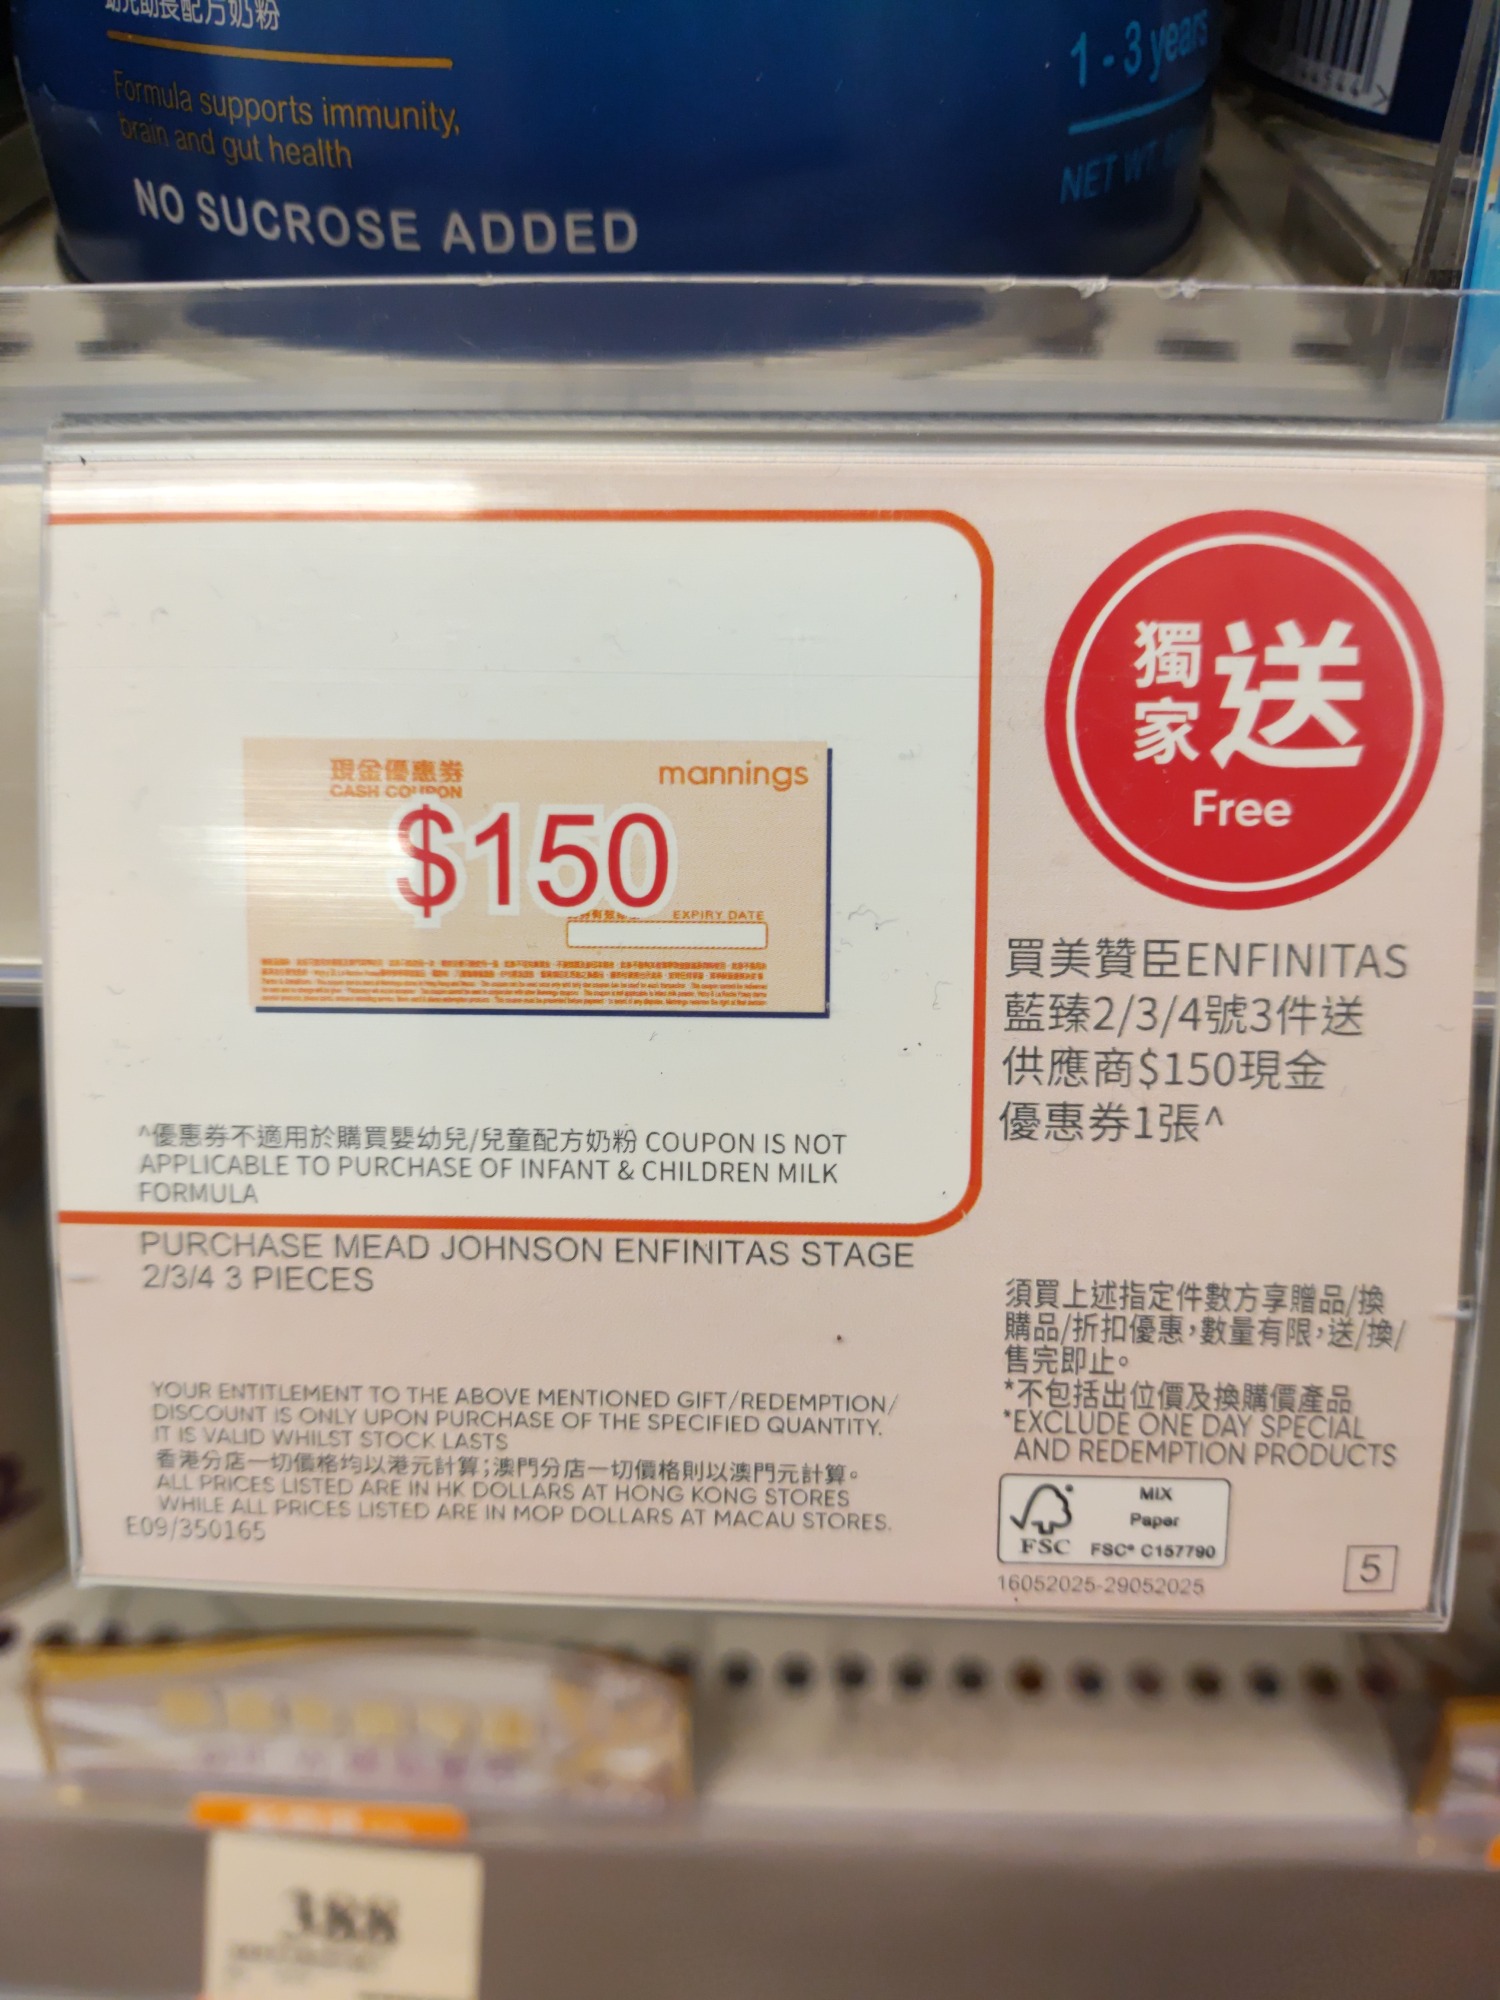 助長配方奶粉
Formula supports immunity,
brain and gut health
NO SUCROSE ADDED
1-3 years
NET WT
現金優惠券
CASH COUPON
mannings
$150
EXPIRY DATE
^優惠券不適用於購買嬰幼兒/兒童配方奶粉 COUPON IS NOT
APPLICABLE TO PURCHASE OF INFANT & CHILDREN MILK
FORMULA
PURCHASE MEAD JOHNSON ENFINITAS STAGE
2/3/4 3 PIECES
YOUR ENTITLEMENT TO THE ABOVE MENTIONED GIFT/REDEMPTION/
DISCOUNT IS ONLY UPON PURCHASE OF THE SPECIFIED QUANTITY.
IT IS VALID WHILST STOCK LASTS
香港分店一切價格均以港元計算;澳門分店一切價格則以澳門元計算。
ALL PRICES LISTED ARE IN HK DOLLARS AT HONG KONG STORES
WHILE ALL PRICES LISTED ARE IN MOP DOLLARS AT MACAU STORES.
E09/350165
獨家送
Free
買美贊臣ENFINITAS
藍臻2/3/4號3件送
供應商$150現金
優惠券1張^
須買上述指定件數方享贈品/換
購品/折扣優惠,數量有限,送/換/
售完即止。
*不包括出位價及換購價產品
*EXCLUDE ONE DAY SPECIAL
AND REDEMPTION PRODUCTS
MIX
Paper
FSC
FSC® C157790
16052025-29052025
5
388